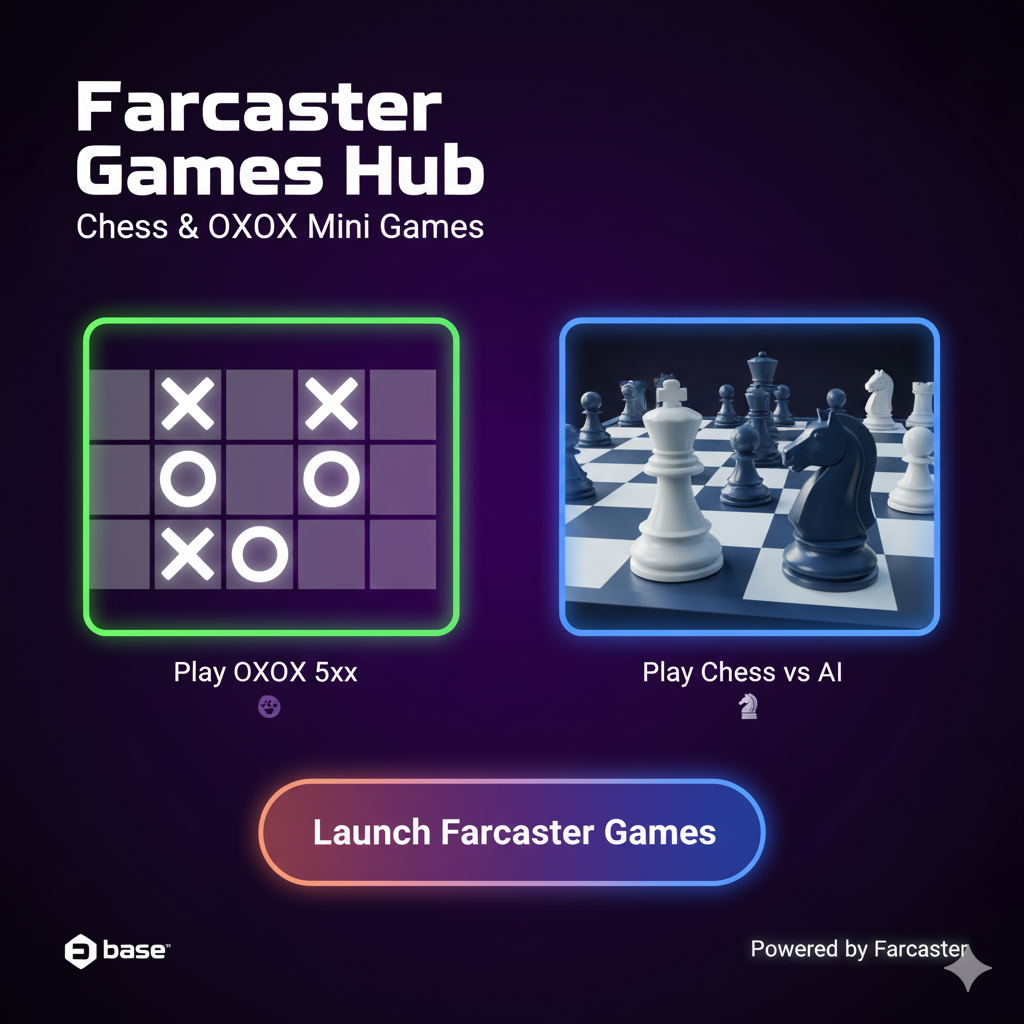 Farcaster
Games Hub
Chess & OXOX Mini Games
X X
O O
X O
Play OXOX 5xx
Play Chess vs AI
Launch Farcaster Games
base™
Powered by Farcaster